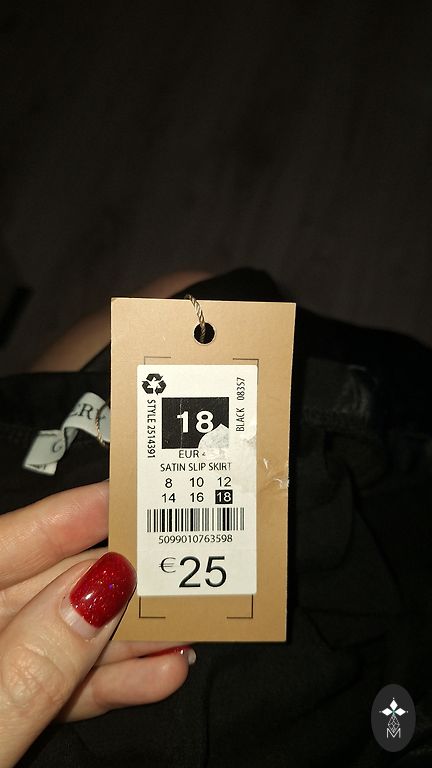 STYLE 2514391
18
BLACK 08357
EUR
SATIN SLIP SKIRT
8 10 12
14 16 18
5099010763598
€25
M